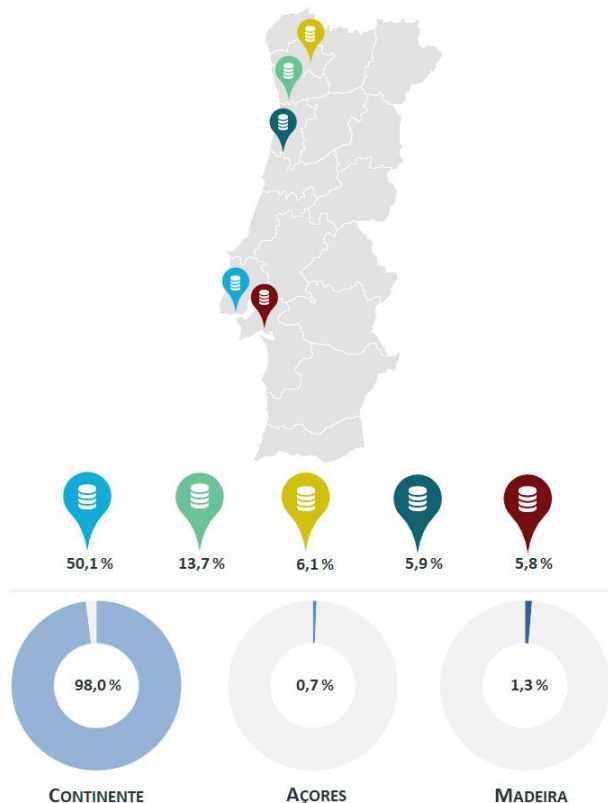 50,1 % 13,7 % 6,1 % 5,9 % 5,8 %
98,0 % 0,7 % 1,3 %
CONTINENTE AÇORES MADEIRA